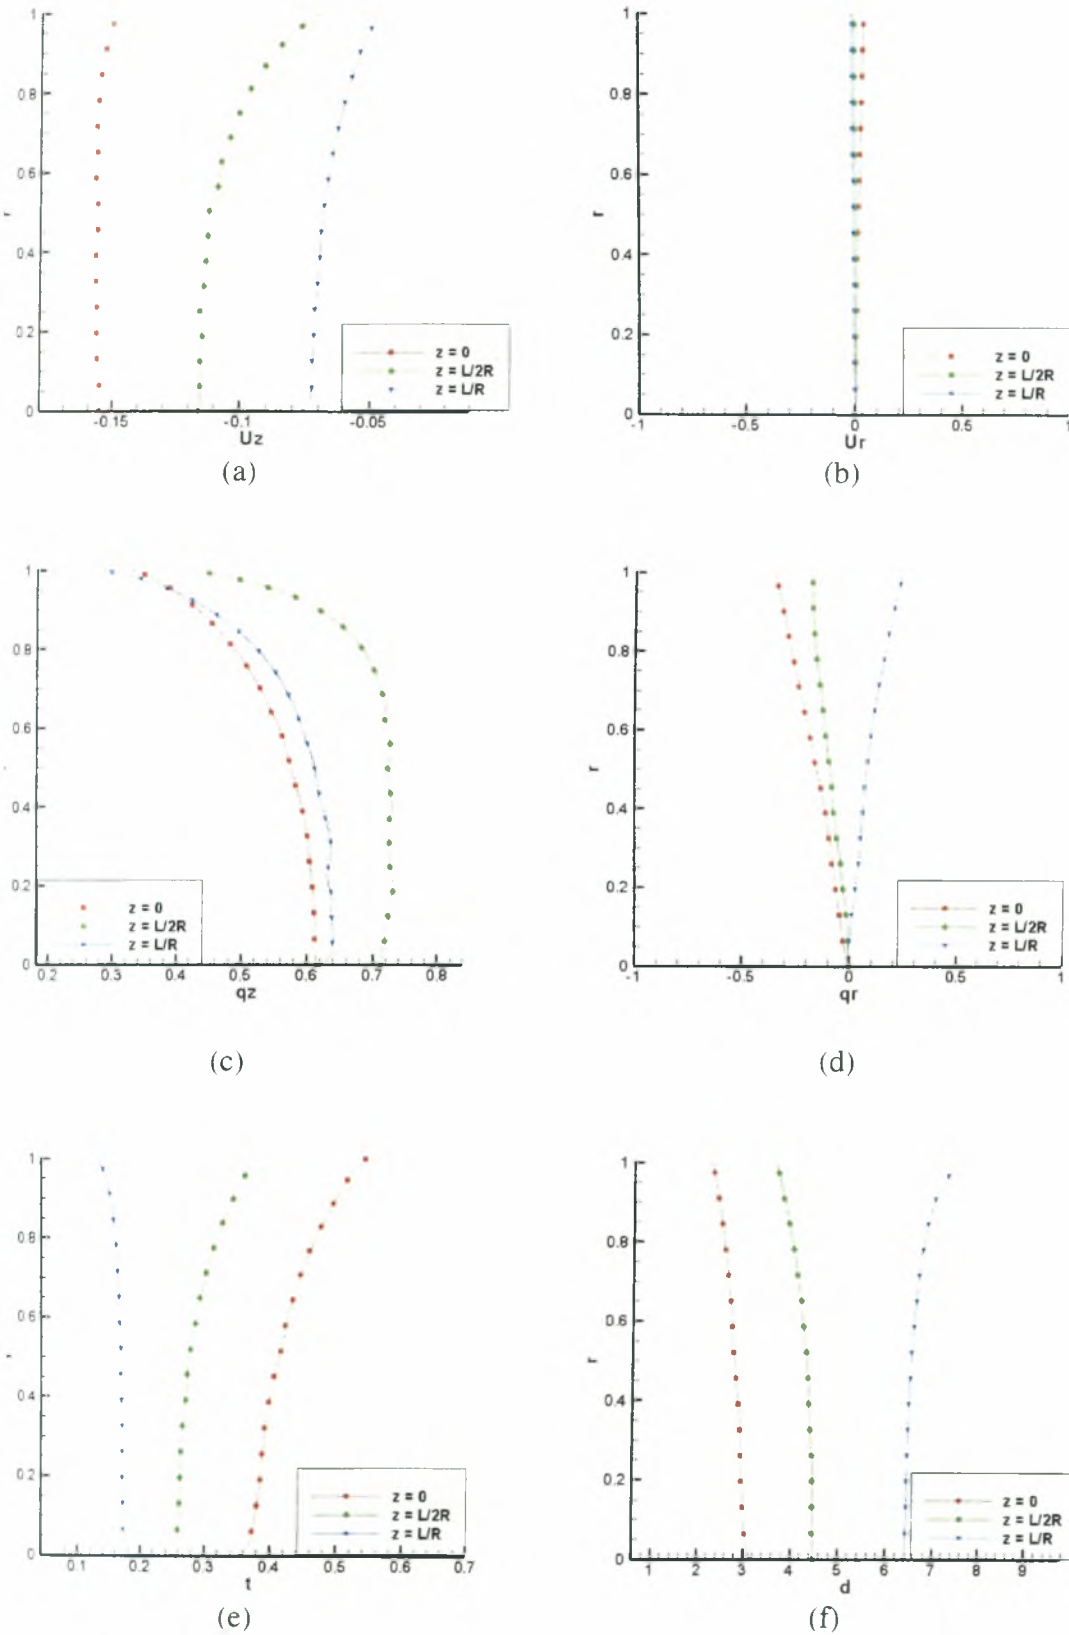 r
1
0.8
0.6
0.4
0.2
0
-0.15
-0.1
-0.05
Uz
z = 0
z = L/2R
z = L/R
(a)
r
1
0.8
0.6
0.4
0.2
0
-1
-0.5
0
0.5
1
Ur
z = 0
z = L/2R
z = L/R
(b)
1
0.8
0.6
0.4
0.2
0
0.2
0.3
0.4
0.5
0.6
0.7
0.8
qz
z = 0
z = L/2R
z = L/R
(c)
r
1
0.8
0.6
0.4
0.2
0
-1
-0.5
0
0.5
1
qr
z = 0
z = L/2R
z = L/R
(d)
1
0.8
0.6
0.4
0.2
0
0.1
0.2
0.3
0.4
0.5
0.6
0.7
t
z = 0
z = L/2R
z = L/R
(e)
r
1
0.8
0.6
0.4
0.2
0
1
2
3
4
5
6
7
8
9
d
z = 0
z = L/2R
z = L/R
(f)